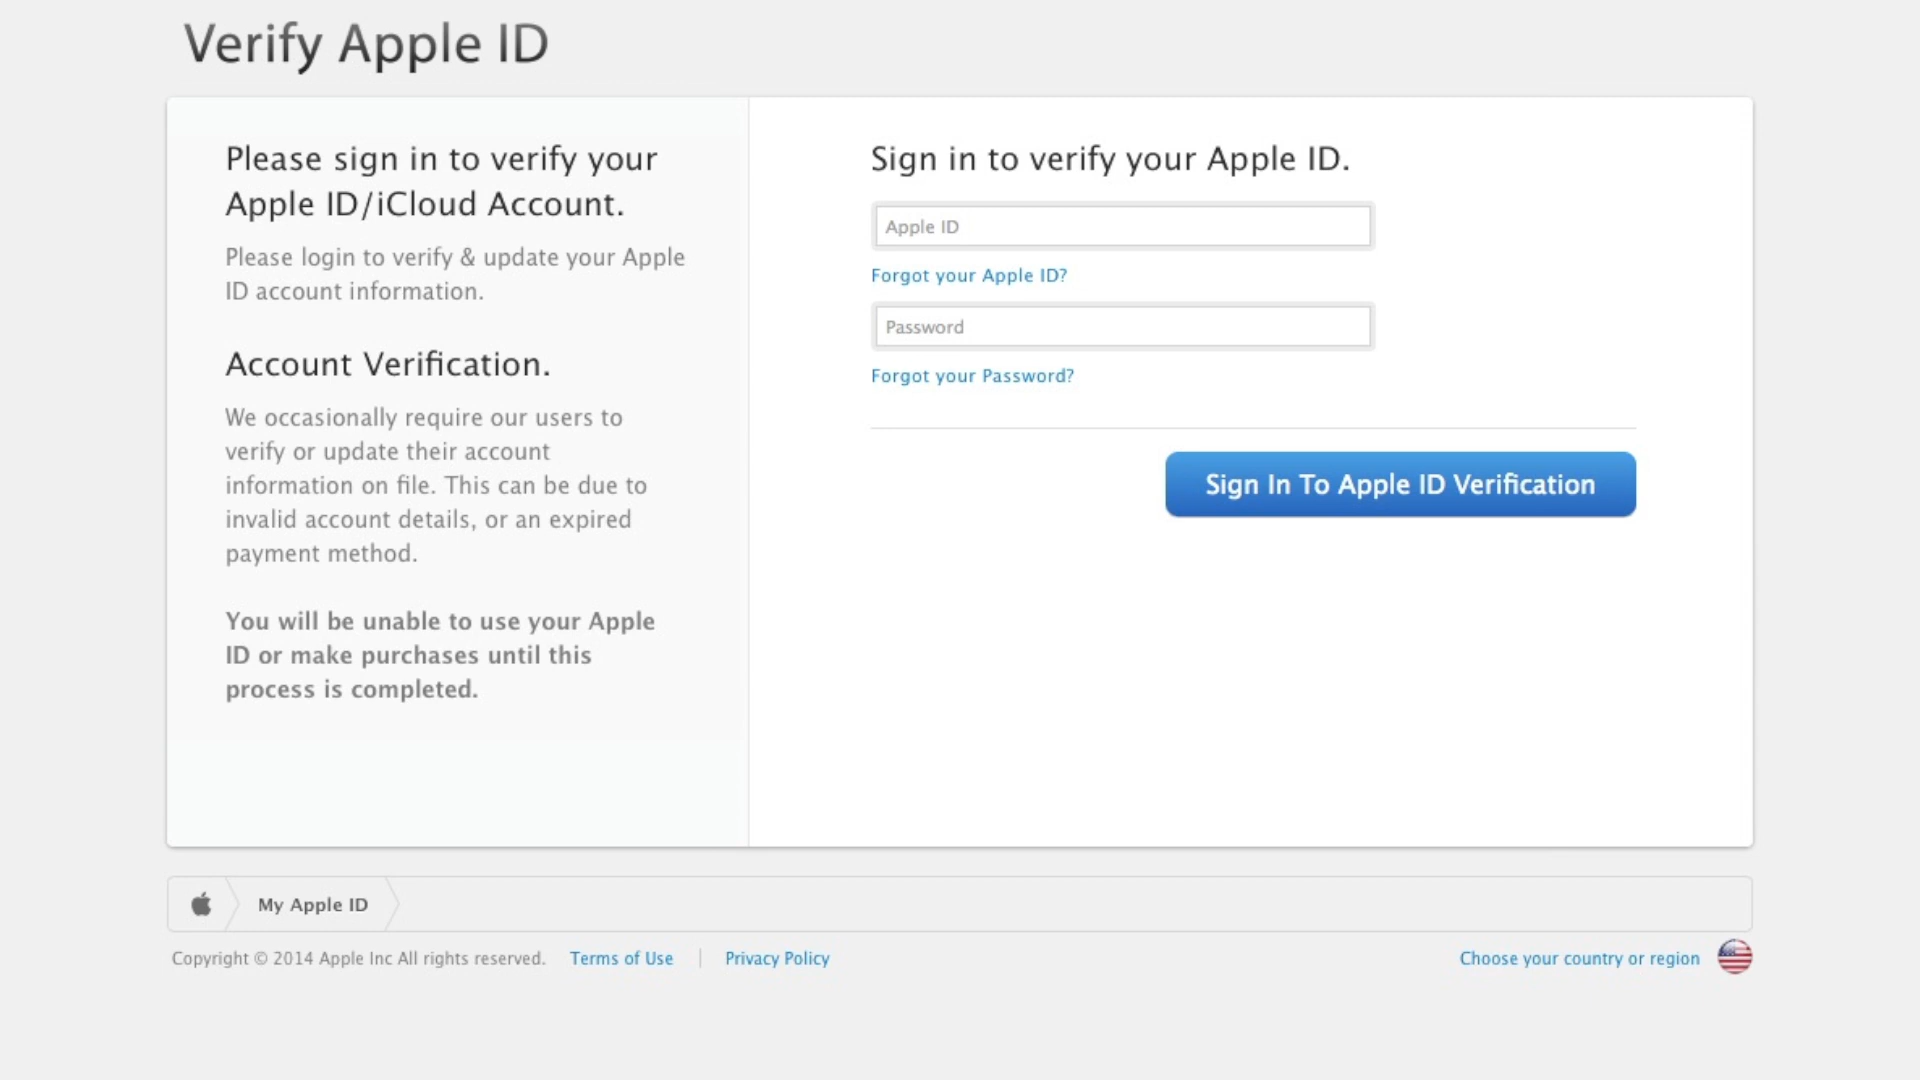 Verify Apple ID
Please sign in to verify your
Apple ID/iCloud Account.
Please login to verify & update your Apple
ID account information.
Account Verification.
We occasionally require our users to
verify or update their account
information on file. This can be due to
invalid account details, or an expired
payment method.
You will be unable to use your Apple
ID or make purchases until this
process is completed.
Sign in to verify your Apple ID.
Apple ID
Forgot your Apple ID?
Password
Forgot your Password?
Sign In To Apple ID Verification
My Apple ID
Copyright © 2014 Apple Inc All rights reserved. Terms of Use | Privacy Policy Choose your country or region